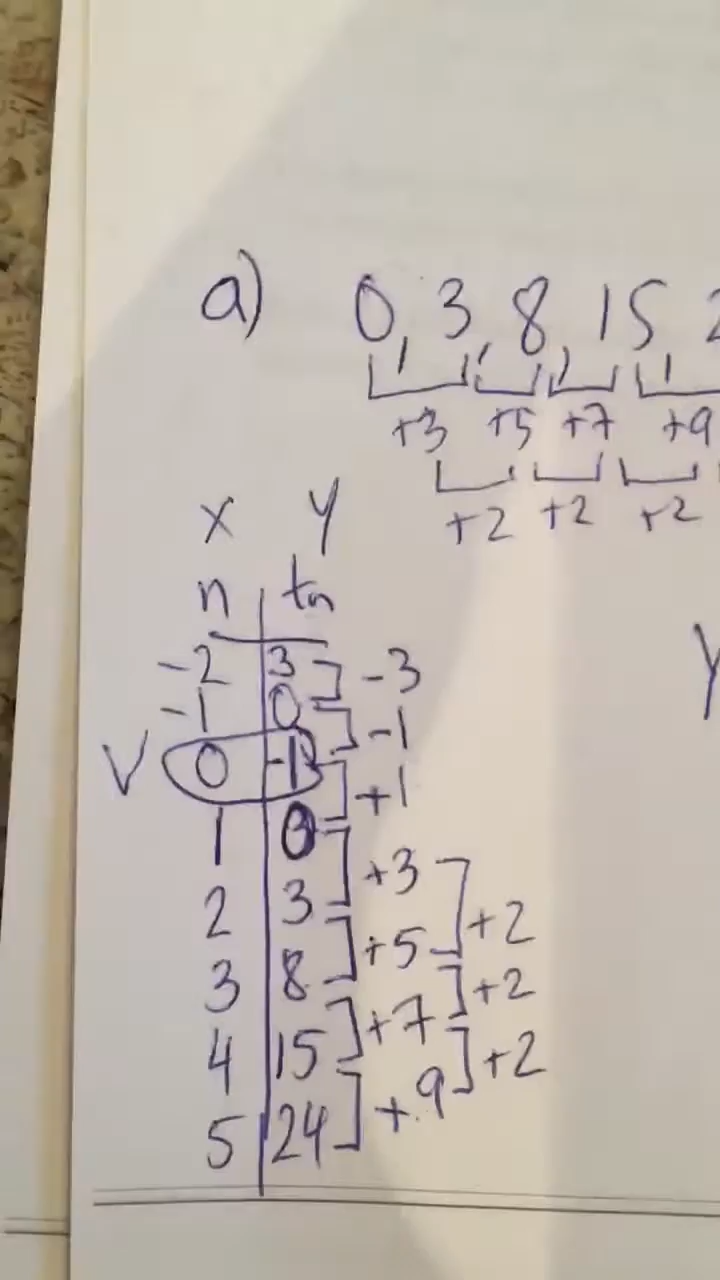 a) 0, 3, 8, 15
+3 +5 +7 +9
+2 +2 +2
x y
n tn
-2 3
-3
-1 0
-1
V 0 -1
+1
1 0
+3
2 3
+2
+5
3 8
+2
+7
4 15
+2
+9
5 24
y